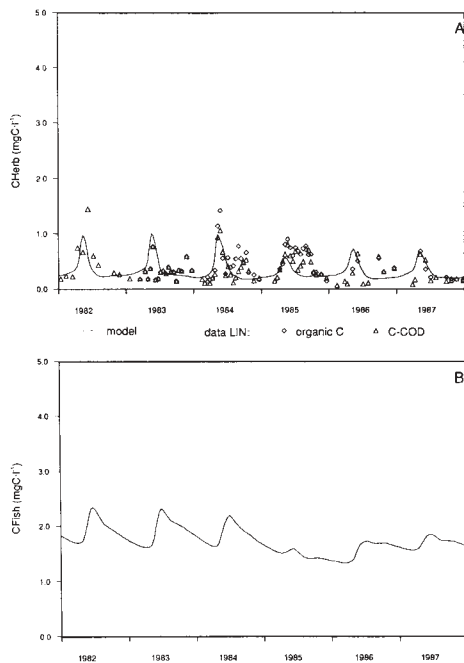 A
5.0
4.0
3.0
2.0
1.0
0.0
CHerb (mgC·l⁻¹)
1982 1983 1984 1985 1986 1987
model data LIN: organic C C-COD
B
5.0
4.0
3.0
2.0
1.0
0.0
CFish (mgC·l⁻¹)
1982 1983 1984 1985 1986 1987